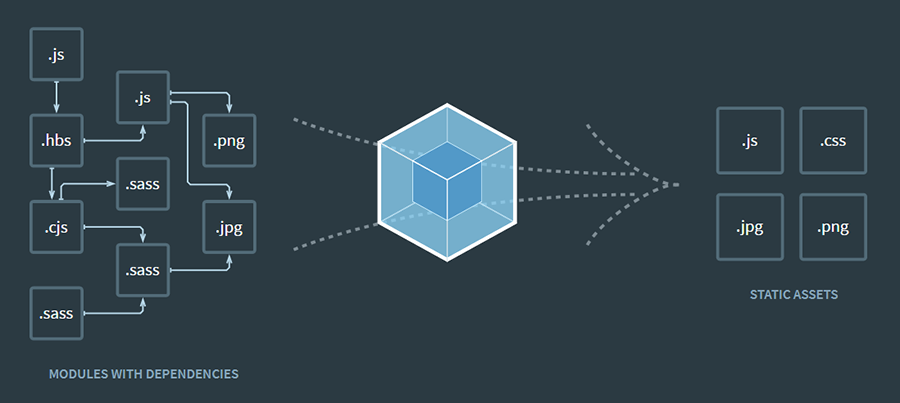 .js
.js
.hbs
.png
.sass
.cjs
.jpg
.sass
.sass
MODULES WITH DEPENDENCIES
.js
.css
.jpg
.png
STATIC ASSETS